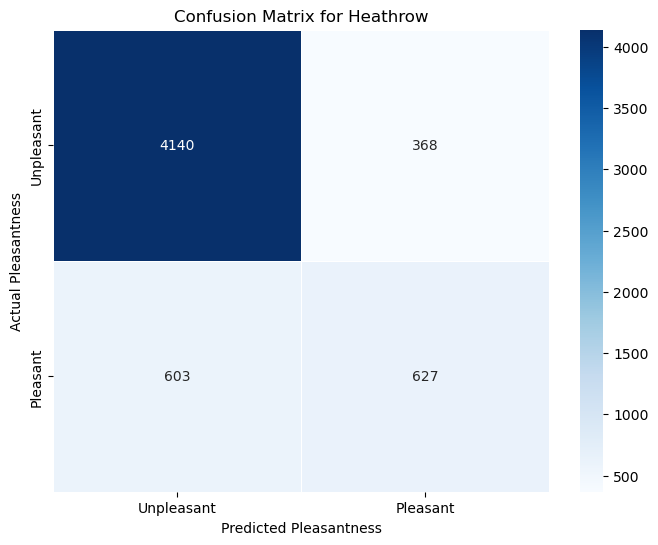 Confusion Matrix for Heathrow
Actual Pleasantness
Unpleasant
Pleasant
4140
368
603
627
Unpleasant
Pleasant
Predicted Pleasantness
4000
3500
3000
2500
2000
1500
1000
500